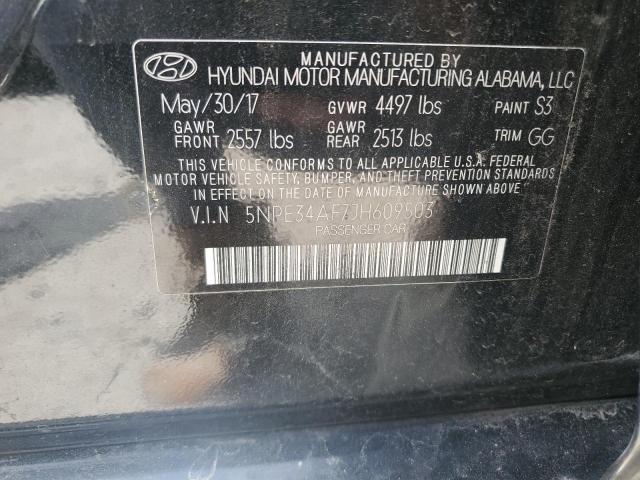 MANUFACTURED BY
HYUNDAI MOTOR MANUFACTURING ALABAMA, LLC
May/30/17 GVWR 4497 lbs PAINT S3
GAWR FRONT 2557 lbs GAWR REAR 2513 lbs TRIM GG
THIS VEHICLE CONFORMS TO ALL APPLICABLE U.S.A. FEDERAL
MOTOR VEHICLE SAFETY, BUMPER, AND THEFT PREVENTION STANDARDS
IN EFFECT ON THE DATE OF MANUFACTURE SHOWN ABOVE.
V.I.N 5NPE34AF7JH609503
PASSENGER CAR